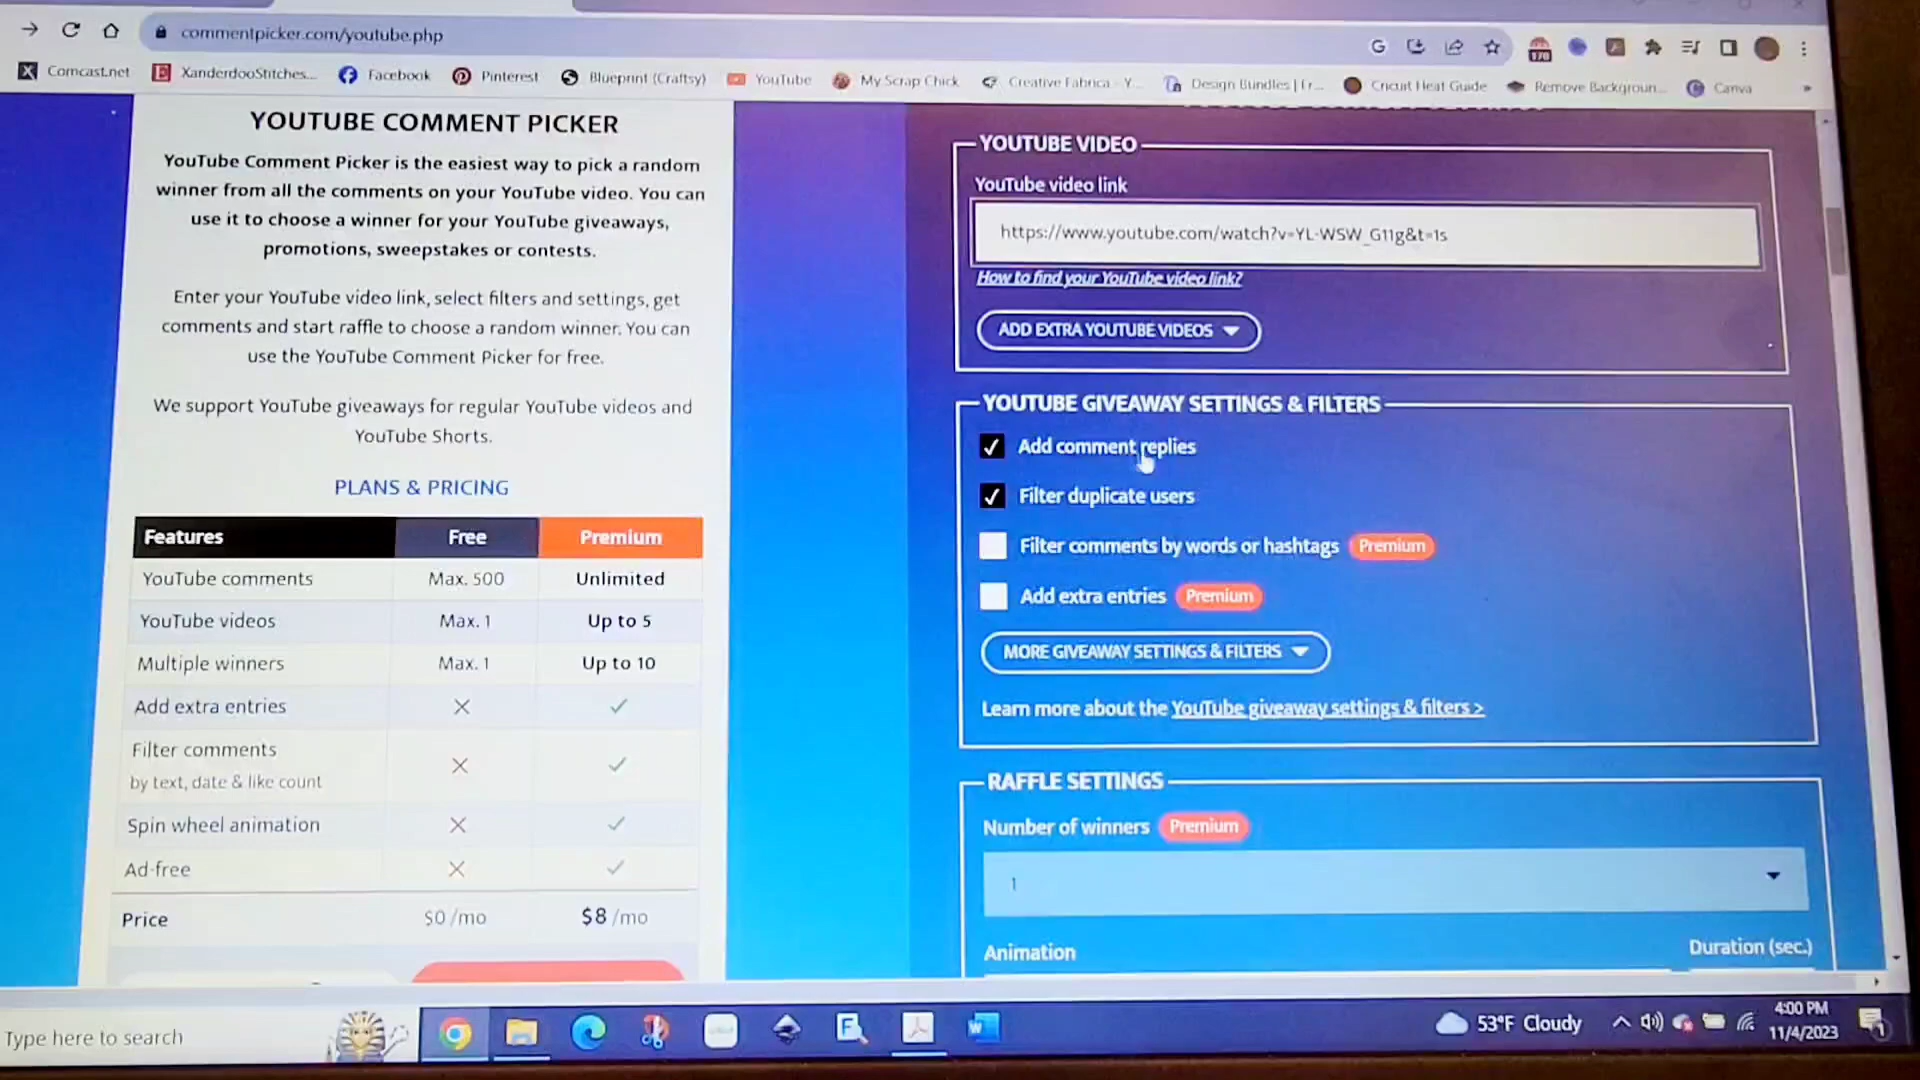 commentpicker.com/youtube.php
Comcast.net
XanderdooStitches...
Facebook
Pinterest
Blueprint (Craftsy)
YouTube
My Scrap Chick
Creative Fabrica - Y...
Design Bundles | Fr...
Cricut Heat Guide
Remove Backgroun...
Canva
»
170
YOUTUBE COMMENT PICKER
YouTube Comment Picker is the easiest way to pick a random
winner from all the comments on your YouTube video. You can
use it to choose a winner for your YouTube giveaways,
promotions, sweepstakes or contests.
Enter your YouTube video link, select filters and settings, get
comments and start raffle to choose a random winner. You can
use the YouTube Comment Picker for free.
We support YouTube giveaways for regular YouTube videos and
YouTube Shorts.
PLANS & PRICING
Features Free Premium
YouTube comments Max. 500 Unlimited
YouTube videos Max. 1 Up to 5
Multiple winners Max. 1 Up to 10
Add extra entries
Filter comments
by text, date & like count
Spin wheel animation
Ad-free
Price $0 /mo $8 /mo
YOUTUBE VIDEO
YouTube video link
https://www.youtube.com/watch?v=YL-WSW_G11g&t=1s
How to find your YouTube video link?
ADD EXTRA YOUTUBE VIDEOS
YOUTUBE GIVEAWAY SETTINGS & FILTERS
Add comment replies
Filter duplicate users
Filter comments by words or hashtags Premium
Add extra entries Premium
MORE GIVEAWAY SETTINGS & FILTERS
Learn more about the YouTube giveaway settings & filters >
RAFFLE SETTINGS
Number of winners Premium
1
Animation Duration (sec.)
Type here to search
53°F Cloudy
4:00 PM
11/4/2023
1